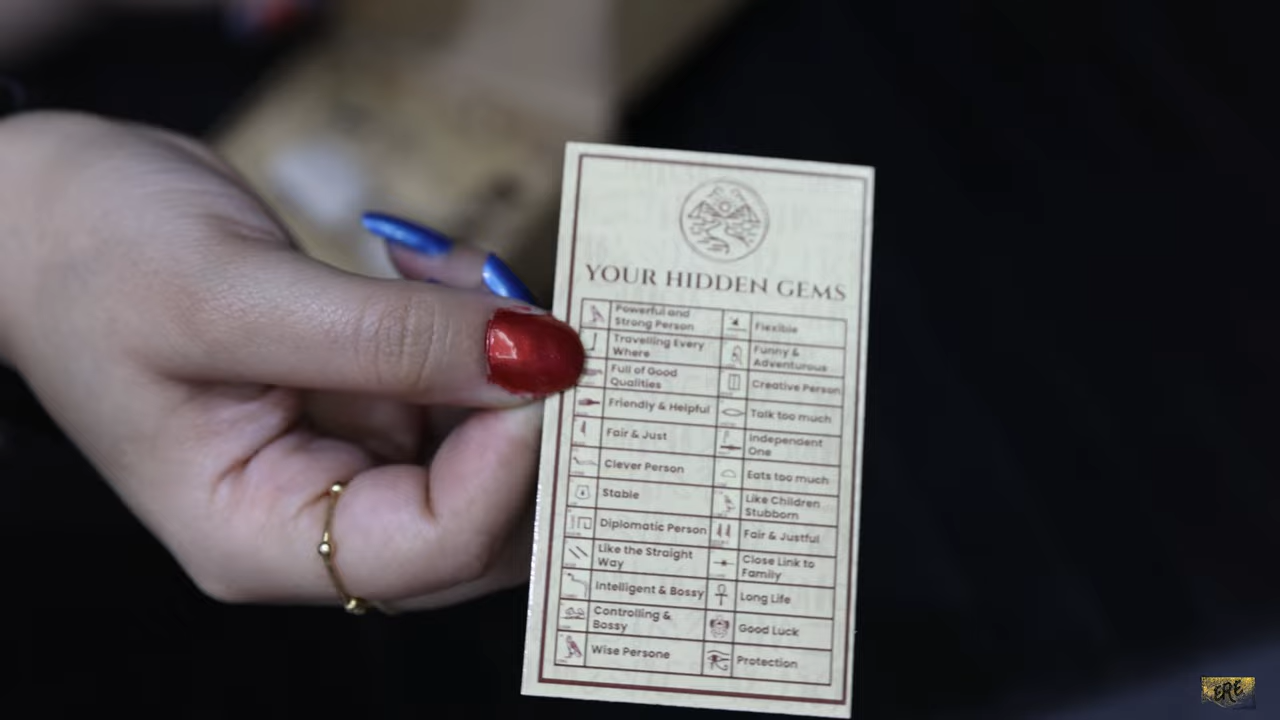 YOUR HIDDEN GEMS
Powerful and
Strong Person
Flexible
Travelling Every
Where
Funny &
Adventurous
Full of Good
Qualities
Creative Person
Friendly & Helpful
Talk too much
Fair & Just
Independent
One
Clever Person
Eats too much
Stable
Like Children
Stubborn
Diplomatic Person
Fair & Justful
Like the Straight
Way
Close Link to
Family
Intelligent & Bossy
Long Life
Controlling &
Bossy
Good Luck
Wise Persone
Protection
ERE